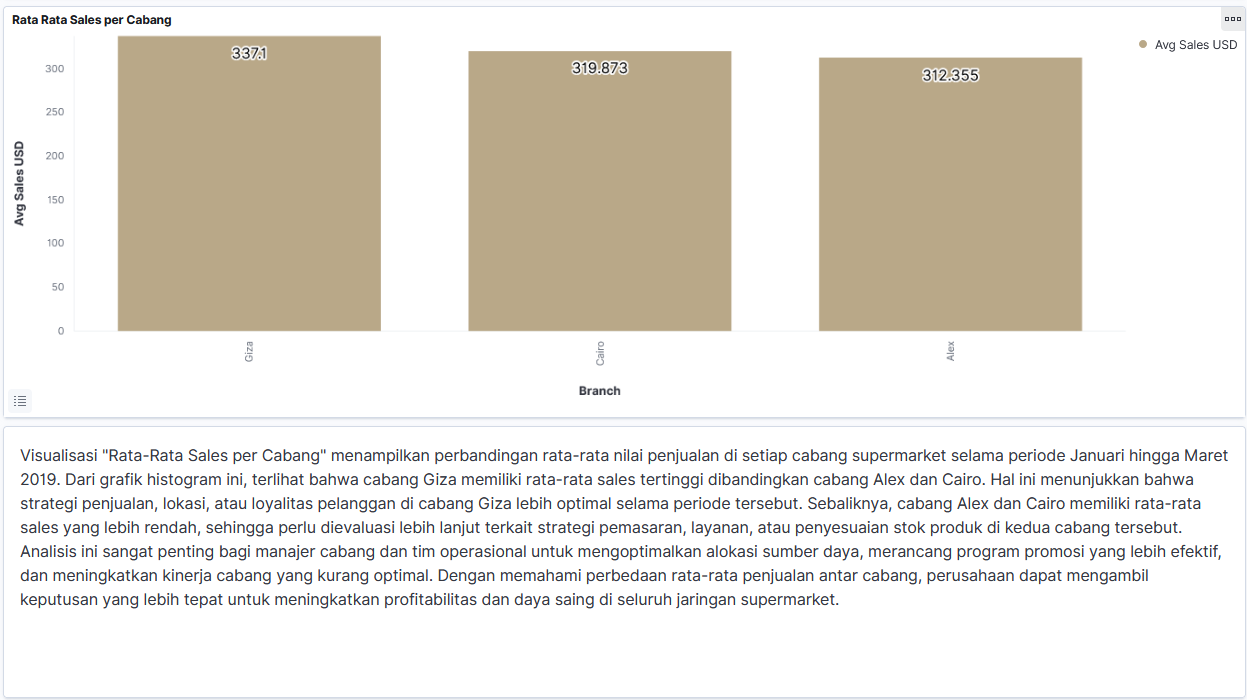 Rata Rata Sales per Cabang
Avg Sales USD
337.1
319.873
312.355
300
250
200
150
100
50
0
Avg Sales USD
Giza
Cairo
Alex
Branch
Visualisasi "Rata-Rata Sales per Cabang" menampilkan perbandingan rata-rata nilai penjualan di setiap cabang supermarket selama periode Januari hingga Maret
2019. Dari grafik histogram ini, terlihat bahwa cabang Giza memiliki rata-rata sales tertinggi dibandingkan cabang Alex dan Cairo. Hal ini menunjukkan bahwa
strategi penjualan, lokasi, atau loyalitas pelanggan di cabang Giza lebih optimal selama periode tersebut. Sebaliknya, cabang Alex dan Cairo memiliki rata-rata
sales yang lebih rendah, sehingga perlu dievaluasi lebih lanjut terkait strategi pemasaran, layanan, atau penyesuaian stok produk di kedua cabang tersebut.
Analisis ini sangat penting bagi manajer cabang dan tim operasional untuk mengoptimalkan alokasi sumber daya, merancang program promosi yang lebih efektif,
dan meningkatkan kinerja cabang yang kurang optimal. Dengan memahami perbedaan rata-rata penjualan antar cabang, perusahaan dapat mengambil
keputusan yang lebih tepat untuk meningkatkan profitabilitas dan daya saing di seluruh jaringan supermarket.